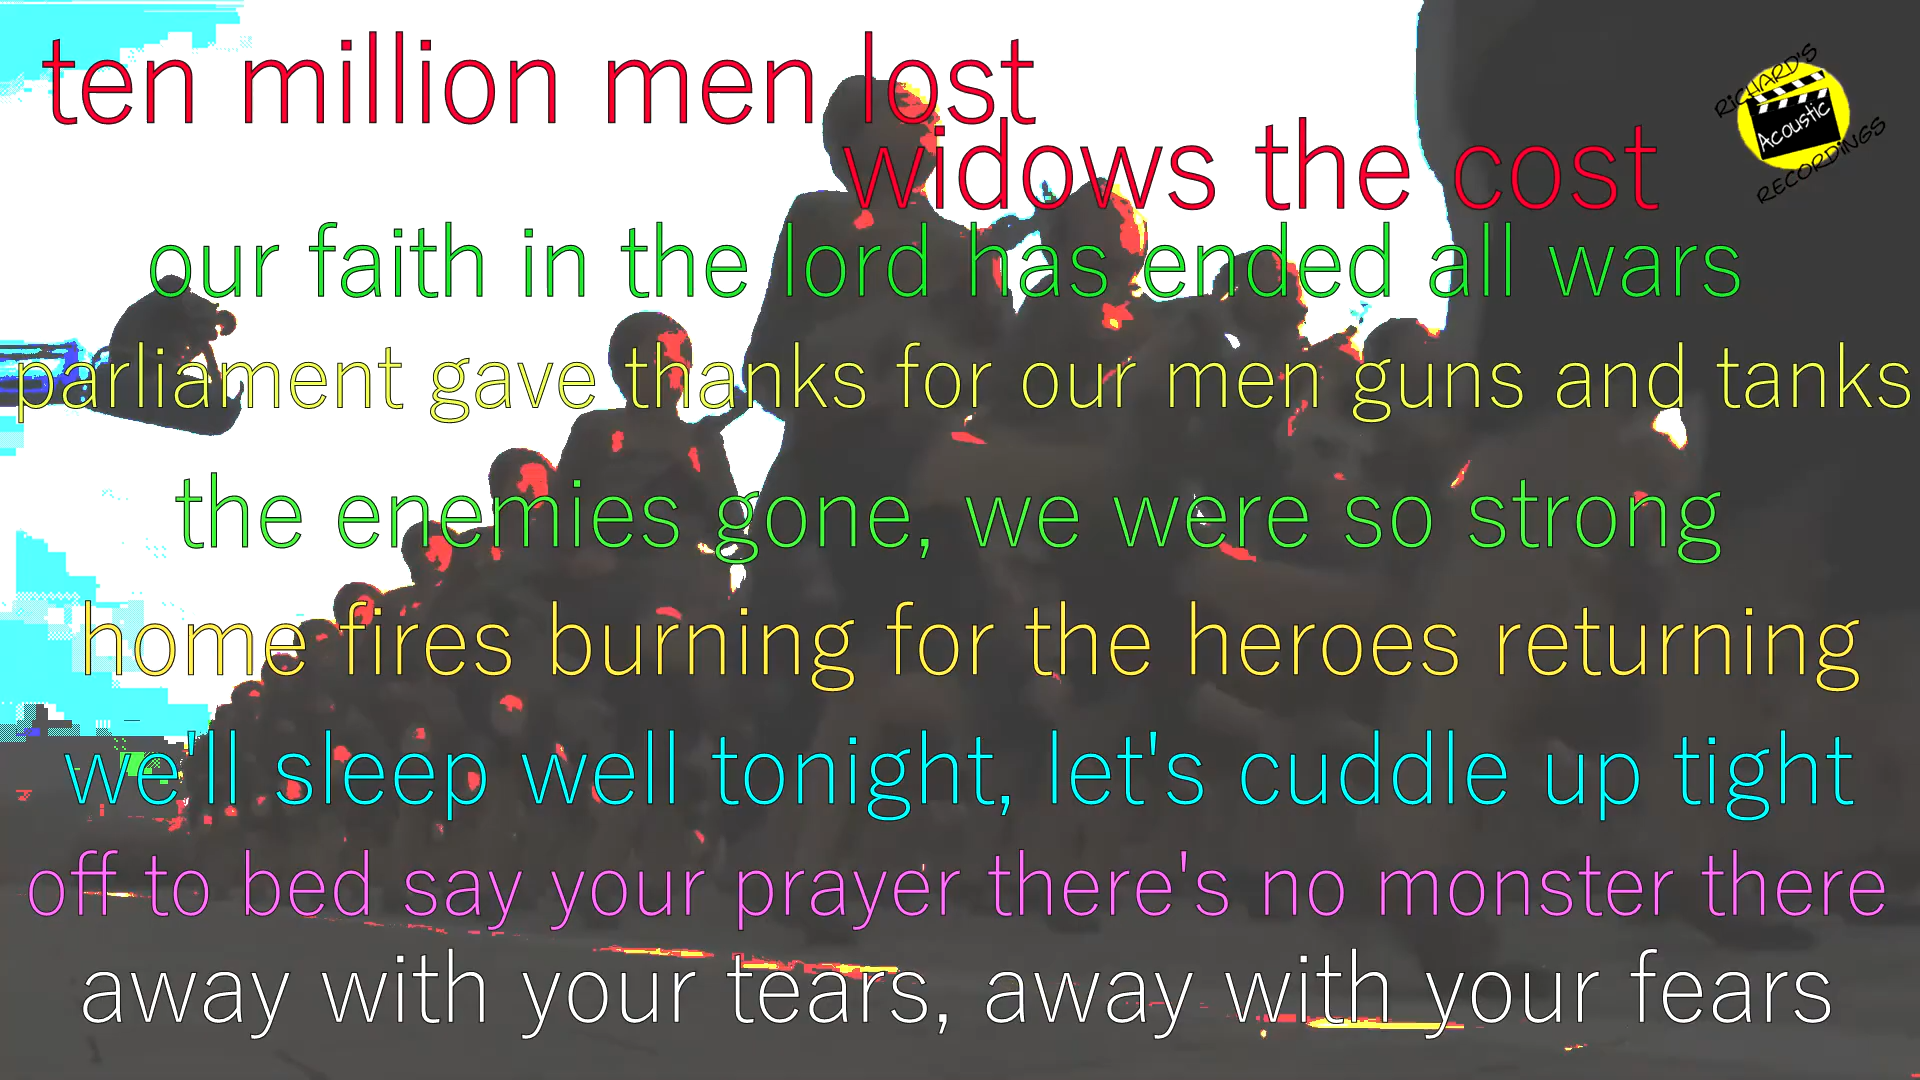 ten million men lost
widows the cost
our faith in the lord has ended all wars
parliament gave thanks for our men guns and tanks
the enemies gone, we were so strong
home fires burning for the heroes returning
we'll sleep well tonight, let's cuddle up tight
off to bed say your prayer there's no monster there
away with your tears, away with your fears
RICHARD'S
Acoustic
RECORDINGS